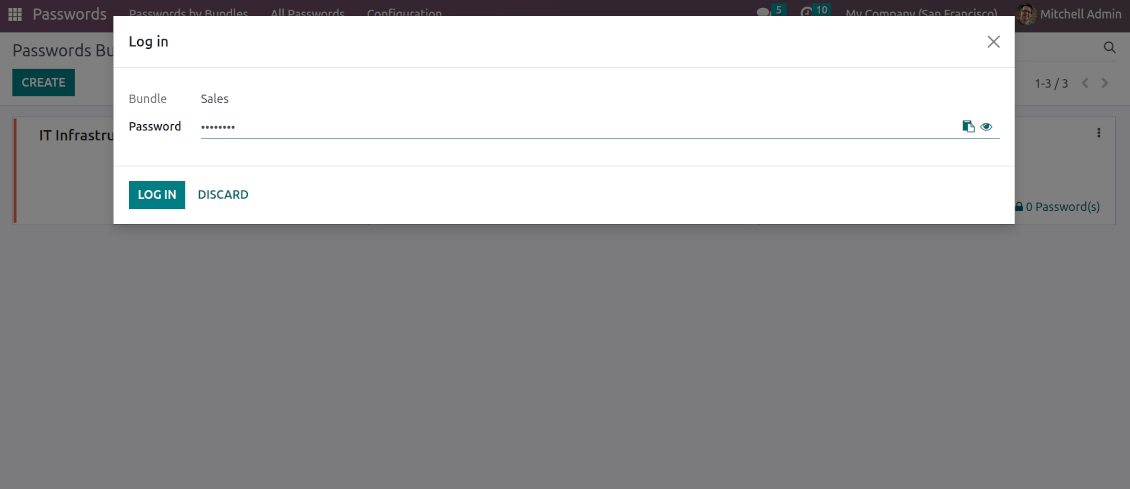 Passwords Passwords by Bundles All Passwords Configuration 5 10 My Company (San Francisco) Mitchell Admin
Log in
Passwords Bu
CREATE
1-3 / 3
Bundle Sales
Password ••••••••
IT Infrastru
LOG IN DISCARD
0 Password(s)